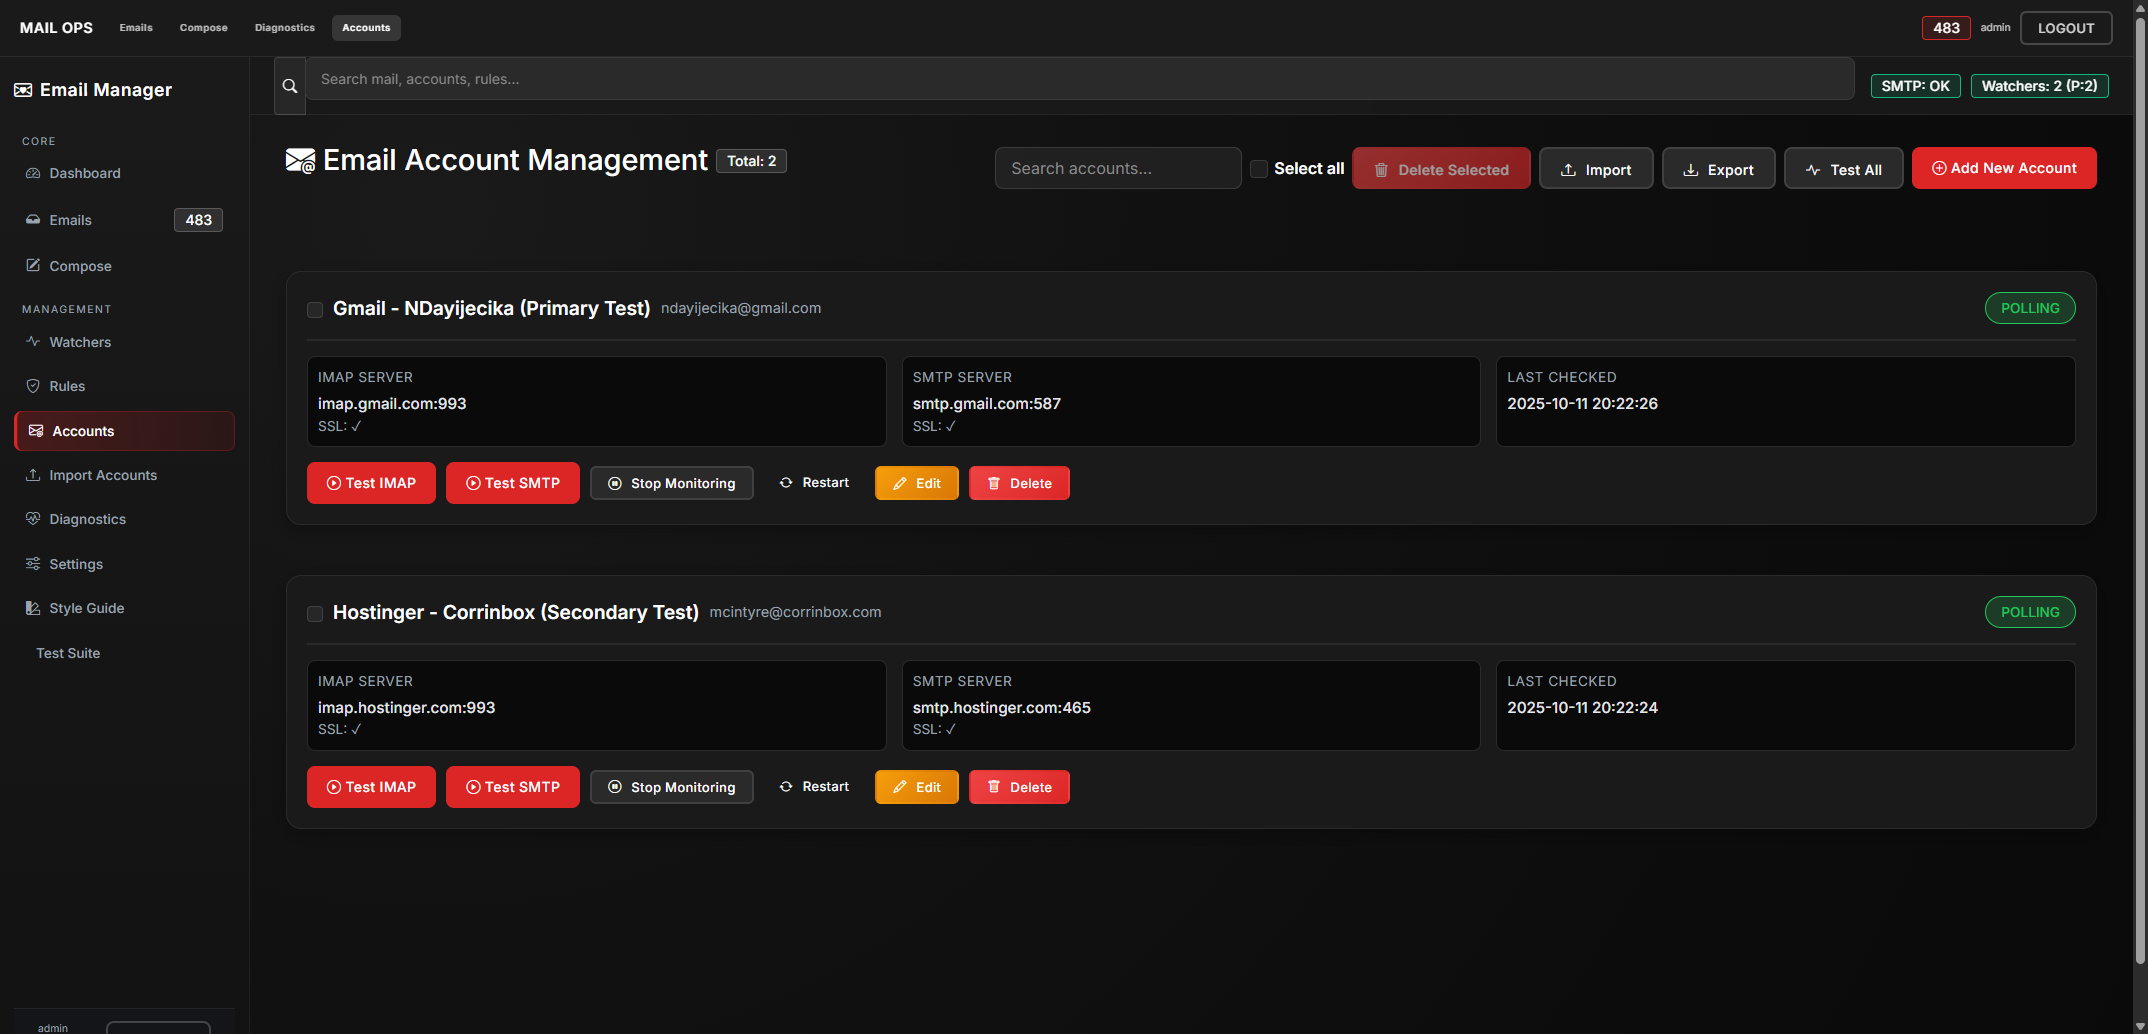 MAIL OPS Emails Compose Diagnostics Accounts 483 admin LOGOUT
Email Manager
Search mail, accounts, rules...
SMTP: OK Watchers: 2 (P:2)
CORE
Dashboard
Emails 483
Compose
MANAGEMENT
Watchers
Rules
Accounts
Import Accounts
Diagnostics
Settings
Style Guide
Test Suite
admin
Email Account Management Total: 2
Search accounts... Select all Delete Selected Import Export Test All Add New Account
Gmail - NDayijecika (Primary Test) ndayijecika@gmail.com POLLING
IMAP SERVER
imap.gmail.com:993
SSL: ✓
SMTP SERVER
smtp.gmail.com:587
SSL: ✓
LAST CHECKED
2025-10-11 20:22:26
Test IMAP Test SMTP Stop Monitoring Restart Edit Delete
Hostinger - Corrinbox (Secondary Test) mcintyre@corrinbox.com POLLING
IMAP SERVER
imap.hostinger.com:993
SSL: ✓
SMTP SERVER
smtp.hostinger.com:465
SSL: ✓
LAST CHECKED
2025-10-11 20:22:24
Test IMAP Test SMTP Stop Monitoring Restart Edit Delete